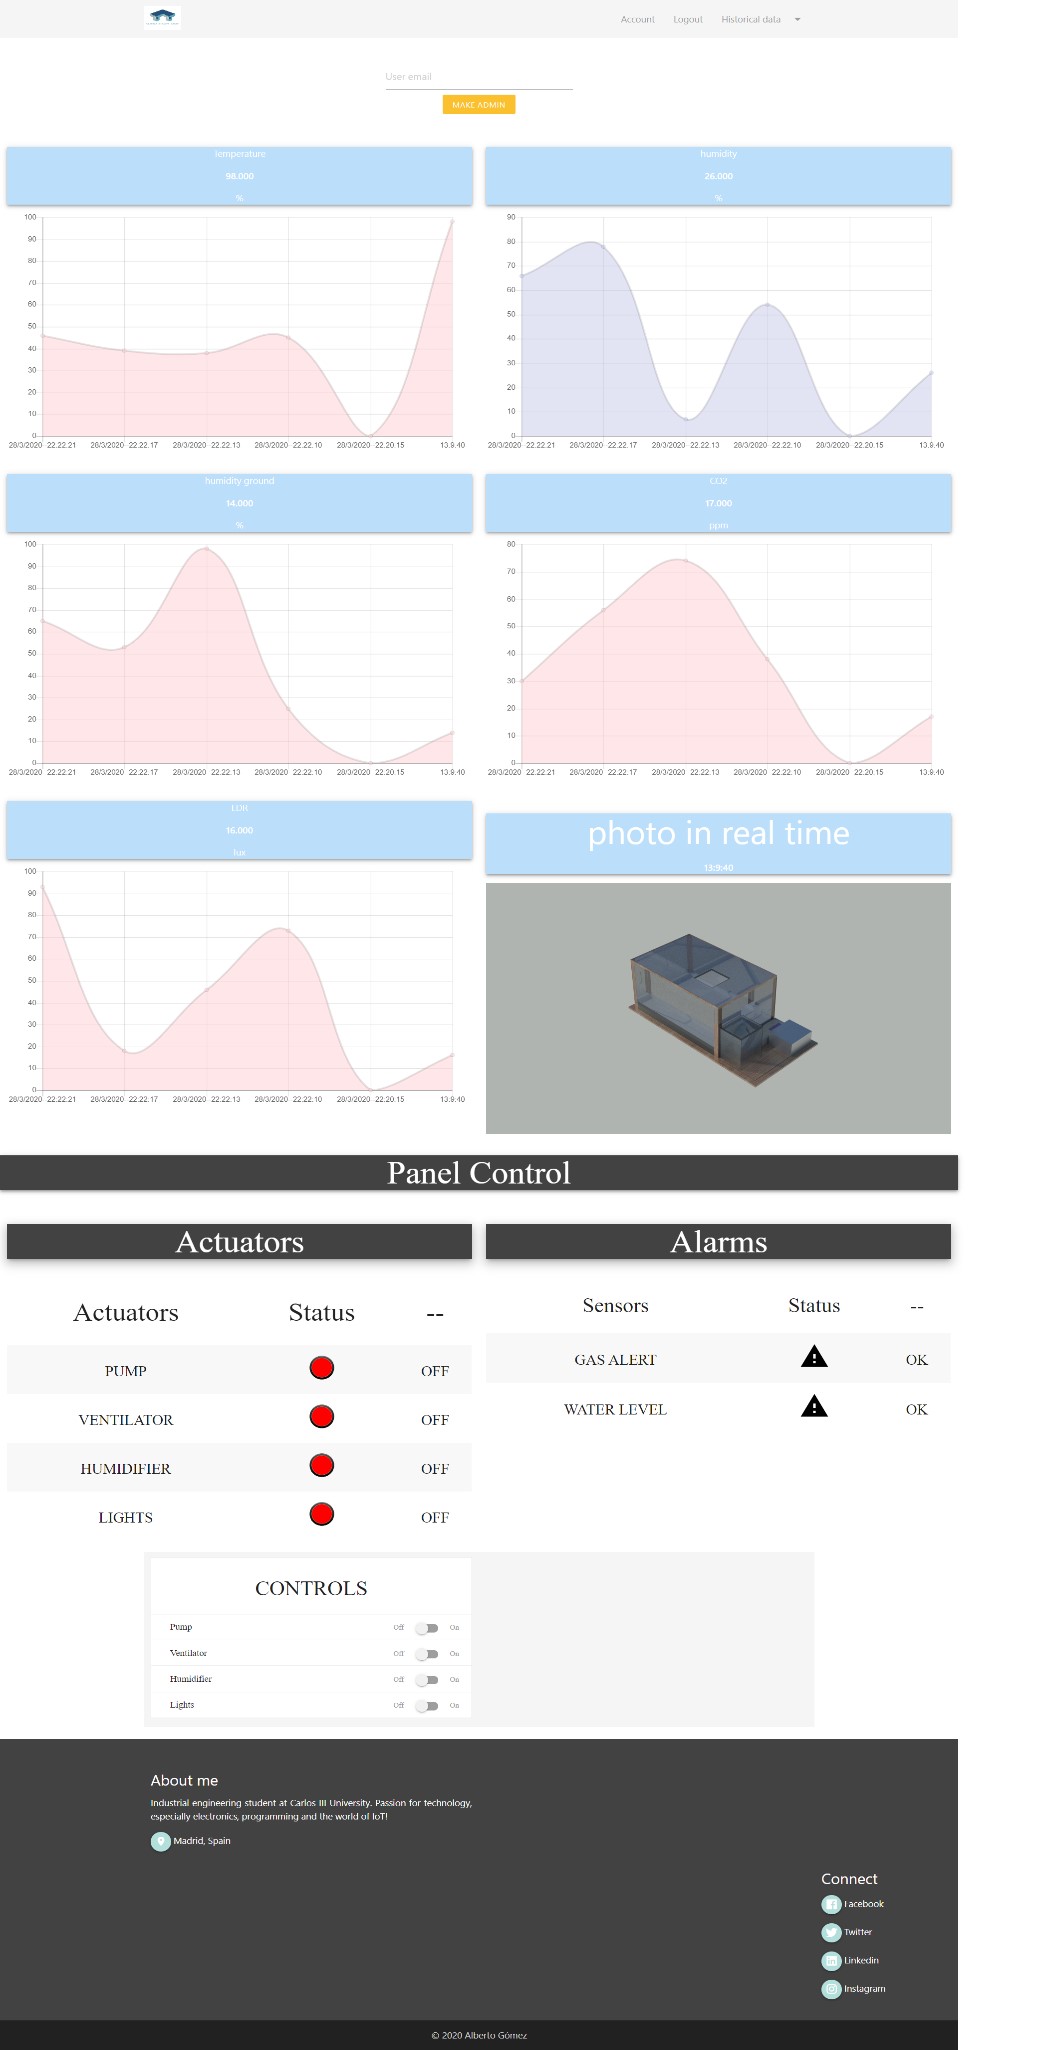 Account Logout Historical data
User email
MAKE ADMIN
temperature
98.000
%
100
90
80
70
60
50
40
30
20
10
0
28/3/2020 22:22:21 28/3/2020 22:22:17 28/3/2020 22:22:13 28/3/2020 22:22:10 28/3/2020 22:20:15 13:9:40
humidity
26.000
%
90
80
70
60
50
40
30
20
10
0
28/3/2020 22:22:21 28/3/2020 22:22:17 28/3/2020 22:22:13 28/3/2020 22:22:10 28/3/2020 22:20:15 13:9:40
humidity ground
14.000
%
100
90
80
70
60
50
40
30
20
10
0
28/3/2020 22:22:21 28/3/2020 22:22:17 28/3/2020 22:22:13 28/3/2020 22:22:10 28/3/2020 22:20:15 13:9:40
CO2
17.000
ppm
80
70
60
50
40
30
20
10
0
28/3/2020 22:22:21 28/3/2020 22:22:17 28/3/2020 22:22:13 28/3/2020 22:22:10 28/3/2020 22:20:15 13:9:40
LDR
16.000
lux
100
90
80
70
60
50
40
30
20
10
0
28/3/2020 22:22:21 28/3/2020 22:22:17 28/3/2020 22:22:13 28/3/2020 22:22:10 28/3/2020 22:20:15 13:9:40
photo in real time
13:9:40
Panel Control
Actuators
Actuators Status --
PUMP OFF
VENTILATOR OFF
HUMIDIFIER OFF
LIGHTS OFF
Alarms
Sensors Status --
GAS ALERT OK
WATER LEVEL OK
CONTROLS
Pump Off On
Ventilator Off On
Humidifier Off On
Lights Off On
About me
Industrial engineering student at Carlos III University. Passion for technology,
especially electronics, programming and the world of IoT!
Madrid, Spain
Connect
Facebook
Twitter
Linkedin
Instagram
© 2020 Alberto Gómez